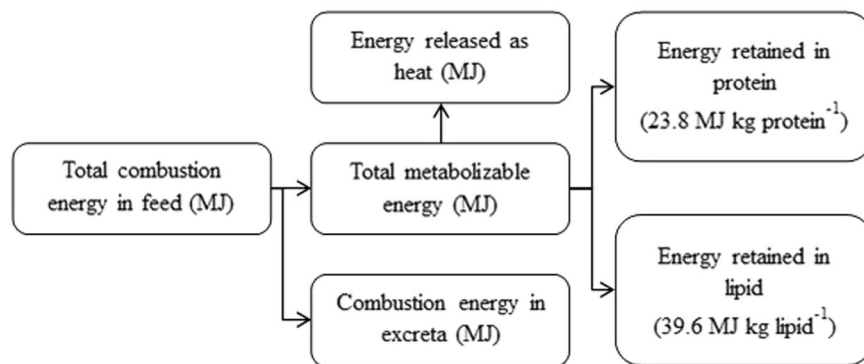 Energy released as
heat (MJ)
Energy retained in
protein
(23.8 MJ kg protein⁻¹)
Total combustion
energy in feed (MJ)
Total metabolizable
energy (MJ)
Combustion energy in
excreta (MJ)
Energy retained in
lipid
(39.6 MJ kg lipid⁻¹)